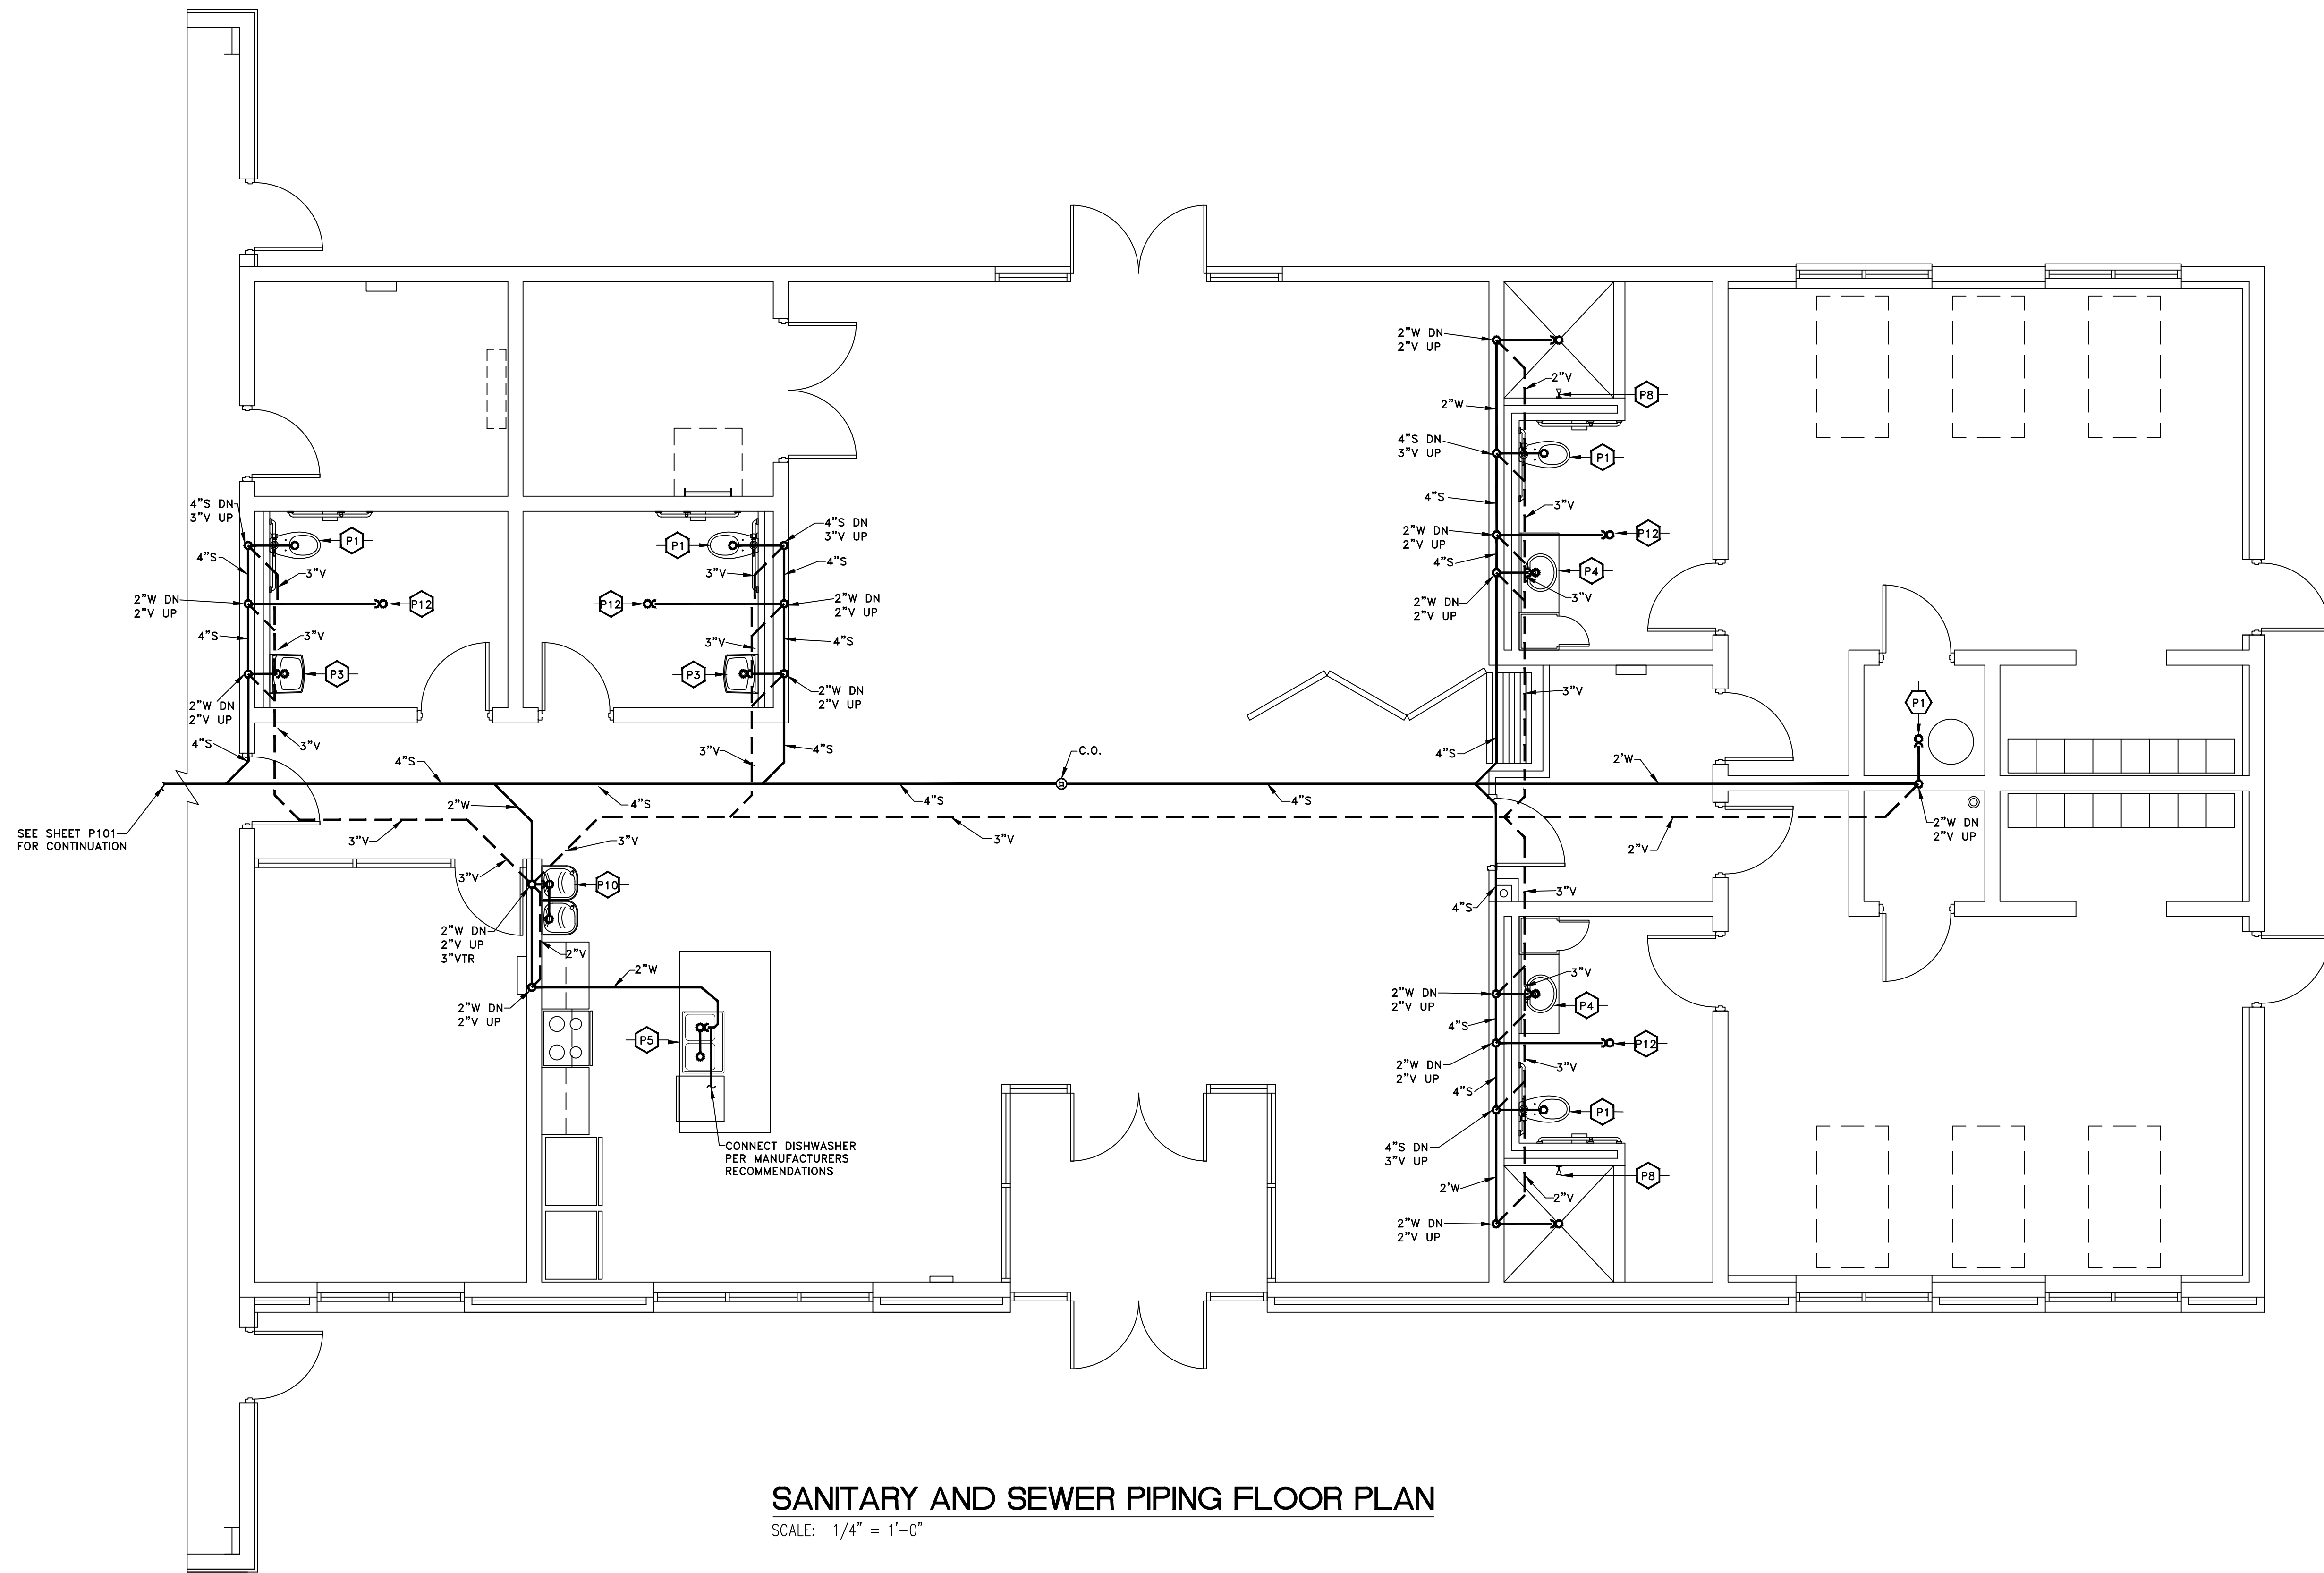 2"W DN
2"V UP
2"V
P8
2"W
4"S DN
3"V UP
P1
4"S
3"V
2"W DN
2"V UP
P12
4"S
P4
3"V
2"W DN
2"V UP
4"S DN
3"V UP
P1
4"S
3"V
2"W DN
2"V UP
P12
4"S
3"V
P3
2"W DN
2"V UP
4"S
3"V
P1
4"S DN
3"V UP
3"V
4"S
P12
2"W DN
2"V UP
3"V
4"S
P3
2"W DN
2"V UP
3"V
4"S
3"V
4"S
C.O.
P1
2'W
4"S
2"W
4"S
4"S
4"S
SEE SHEET P101
FOR CONTINUATION
3"V
3"V
3"V
3"V
2"V
2"W DN
2"V UP
P10
3"V
4"S
2"W DN
2"V UP
3"VTR
2"V
2"W
2"W DN
2"V UP
P5
CONNECT DISHWASHER
PER MANUFACTURERS
RECOMMENDATIONS
3"V
2"W DN
2"V UP
P4
4"S
P12
2"W DN
2"V UP
3"V
4"S
P1
4"S DN
3"V UP
P8
2'W
2"V
2"W DN
2"V UP
SANITARY AND SEWER PIPING FLOOR PLAN
SCALE: 1/4" = 1'-0"